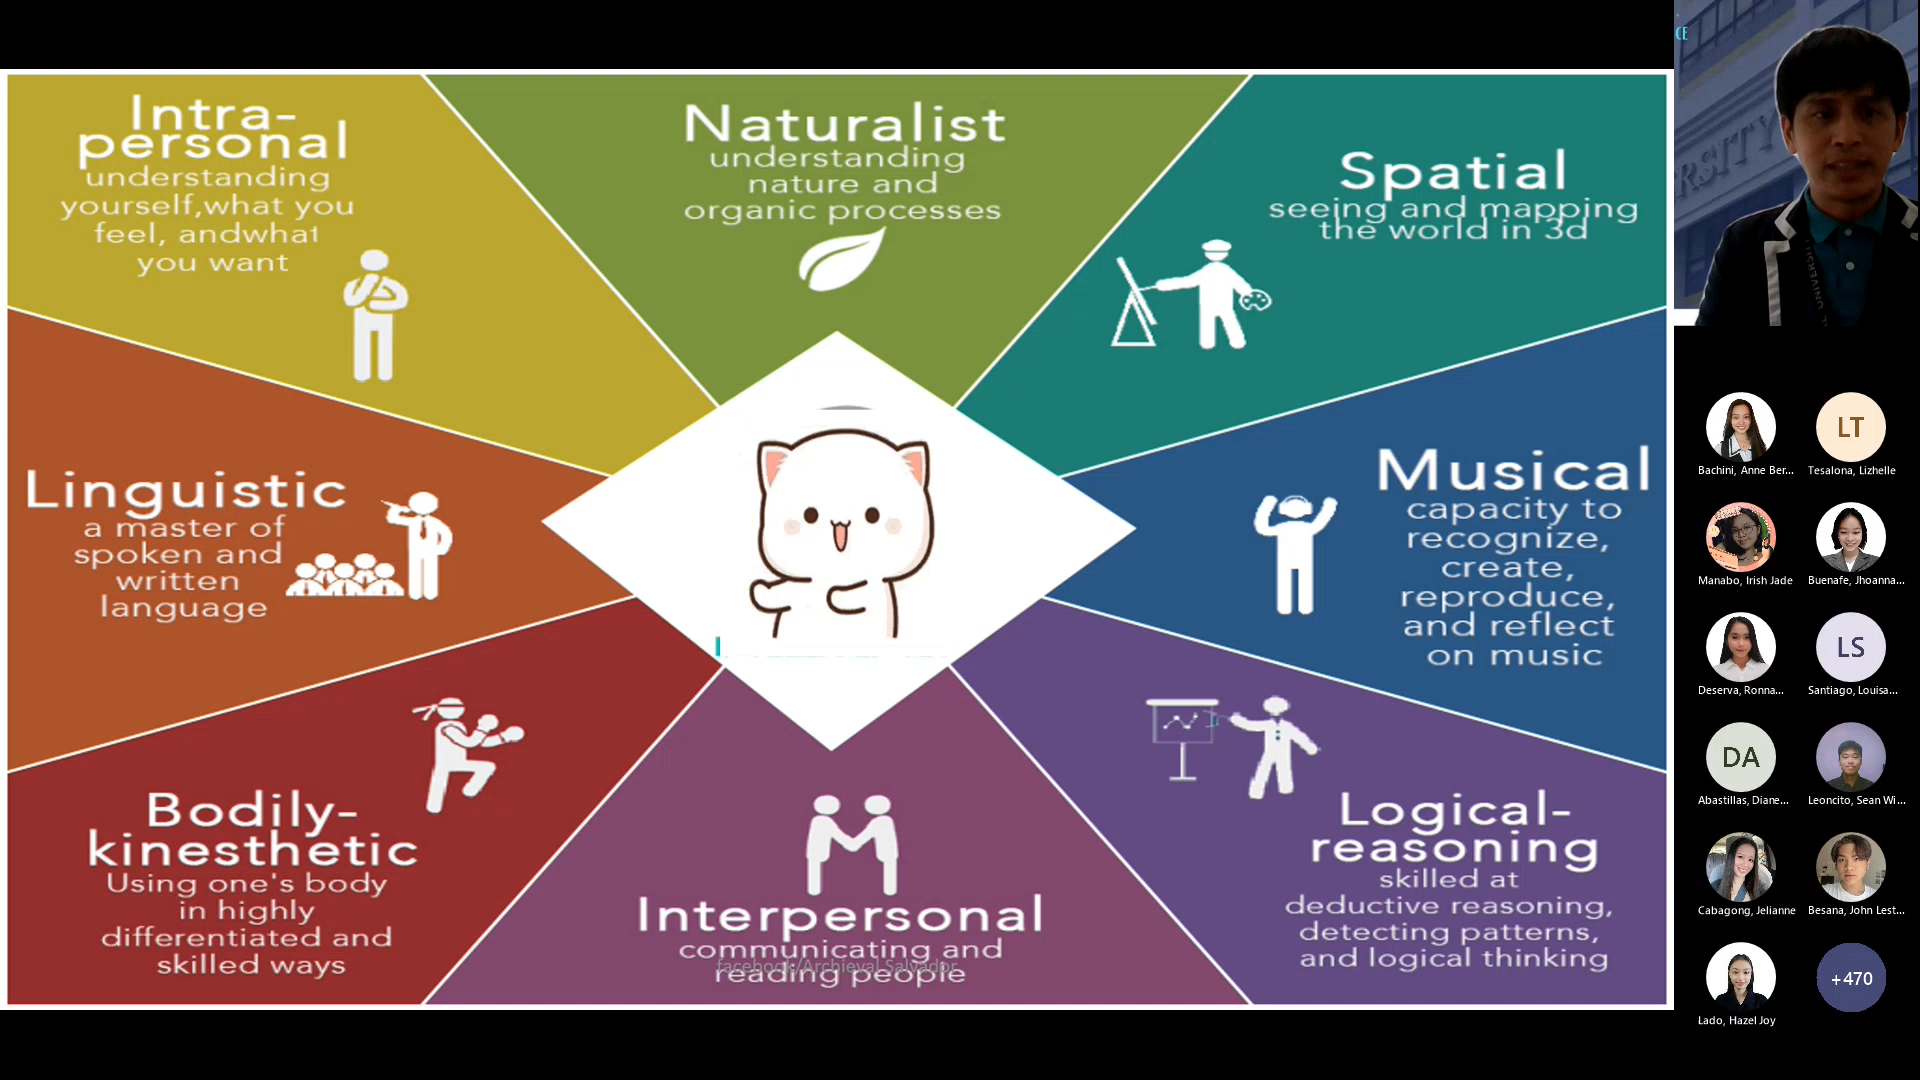 Intra-
personal
understanding
yourself,what you
feel, andwhat
you want
Naturalist
understanding
nature and
organic processes
Spatial
seeing and mapping
the world in 3d
Linguistic
a master of
spoken and
written
language
Musical
capacity to
recognize,
create,
reproduce,
and reflect
on music
Bodily-
kinesthetic
Using one's body
in highly
differentiated and
skilled ways
Interpersonal
communicating and
reading people
facebook/Archieval Salvador
Logical-
reasoning
skilled at
deductive reasoning,
detecting patterns,
and logical thinking
CE
RSITY
UNIVERSIT
LT
Bachini, Anne Ber...
Tesalona, Lizhelle
Manabo, Irish Jade
Buenafe, Jhoanna...
LS
Deserva, Ronna...
Santiago, Louisa...
DA
Abastillas, Diane...
Leoncito, Sean Wi...
Cabagong, Jelianne
Besana, John Lest...
+470
Lado, Hazel Joy